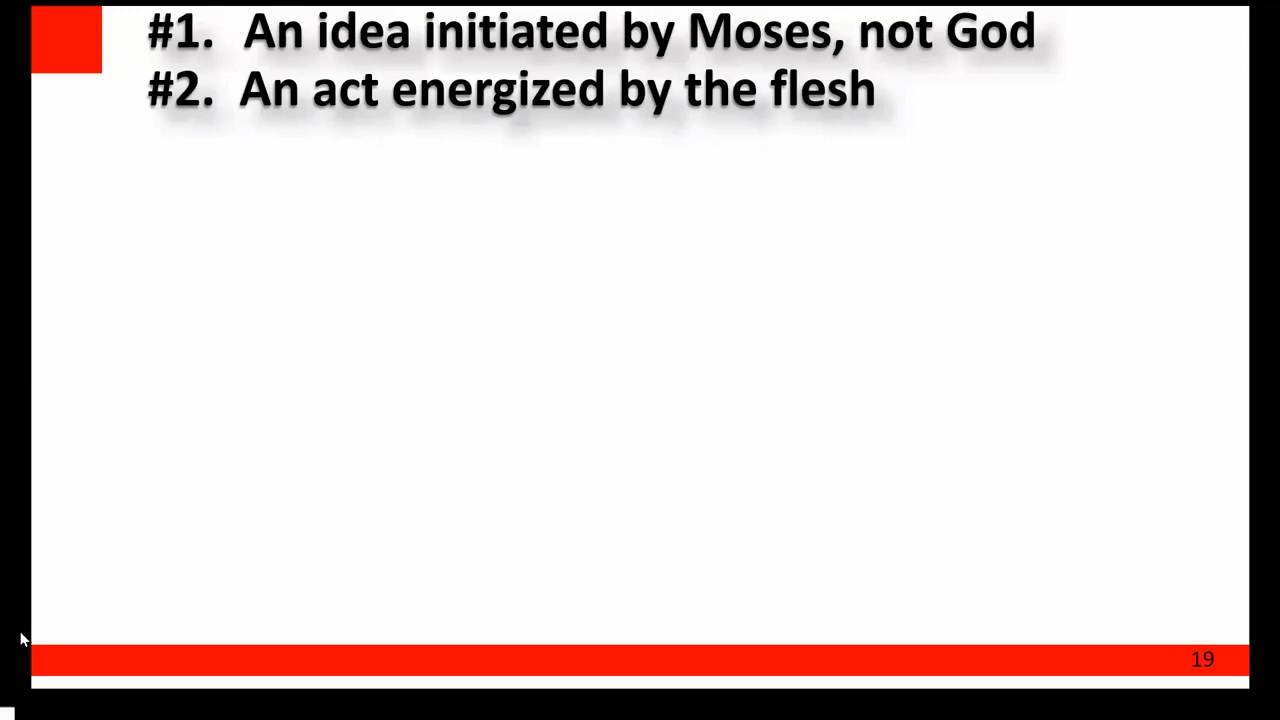 #1. An idea initiated by Moses, not God
#2. An act energized by the flesh
19